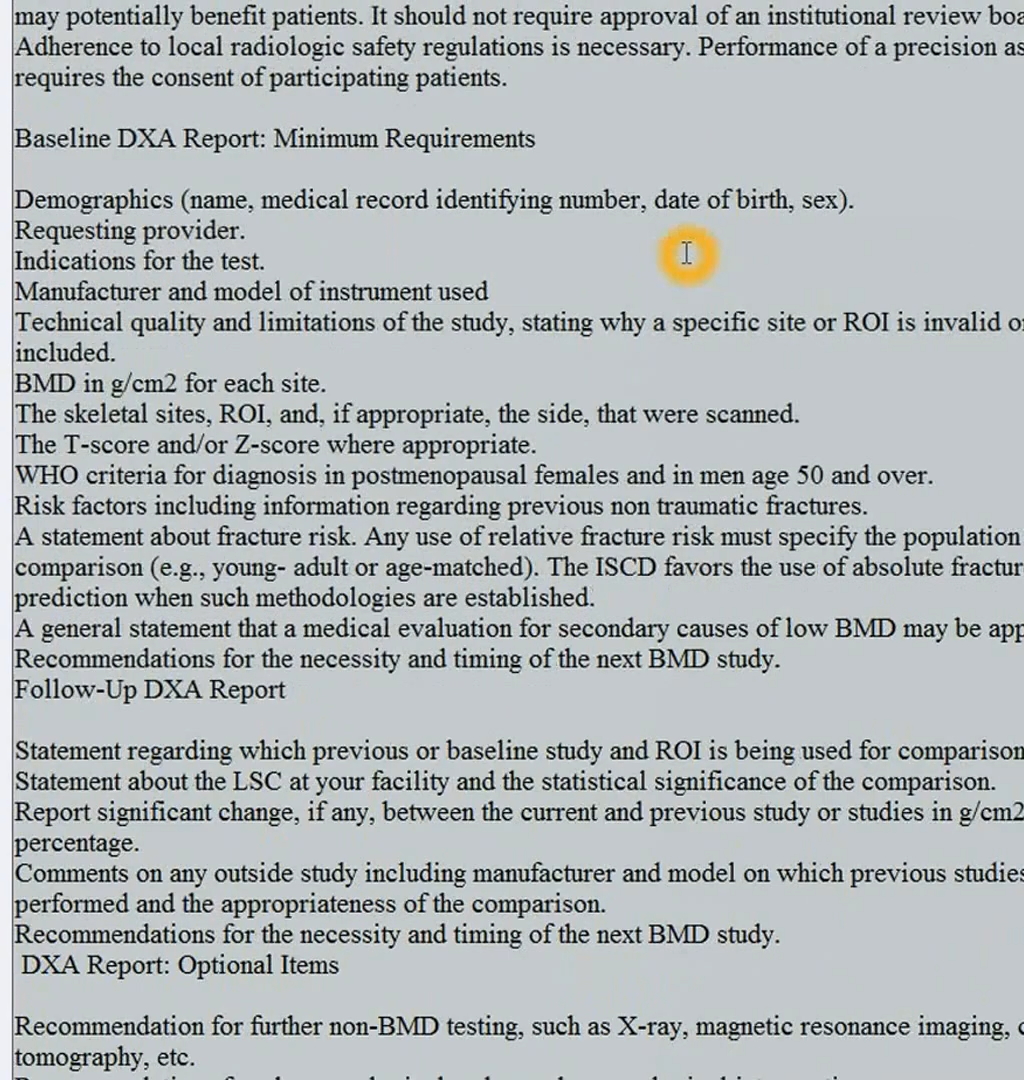 may potentially benefit patients. It should not require approval of an institutional review
Adherence to local radiologic safety regulations is necessary. Performance of a precision
requires the consent of participating patients.
Baseline DXA Report: Minimum Requirements
Demographics (name, medical record identifying number, date of birth, sex).
Requesting provider.
Indications for the test.
Manufacturer and model of instrument used
Technical quality and limitations of the study, stating why a specific site or ROI is invalid
included.
BMD in g/cm2 for each site.
The skeletal sites, ROI, and, if appropriate, the side, that were scanned.
The T-score and/or Z-score where appropriate.
WHO criteria for diagnosis in postmenopausal females and in men age 50 and over.
Risk factors including information regarding previous non traumatic fractures.
A statement about fracture risk. Any use of relative fracture risk must specify the population
comparison (e.g., young- adult or age-matched). The ISCD favors the use of absolute
prediction when such methodologies are established.
A general statement that a medical evaluation for secondary causes of low BMD may be
Recommendations for the necessity and timing of the next BMD study.
Follow-Up DXA Report
Statement regarding which previous or baseline study and ROI is being used for comparison
Statement about the LSC at your facility and the statistical significance of the comparison.
Report significant change, if any, between the current and previous study or studies in g/cm2
percentage.
Comments on any outside study including manufacturer and model on which previous studies
performed and the appropriateness of the comparison.
Recommendations for the necessity and timing of the next BMD study.
DXA Report: Optional Items
Recommendation for further non-BMD testing, such as X-ray, magnetic resonance imaging,
tomography, etc.